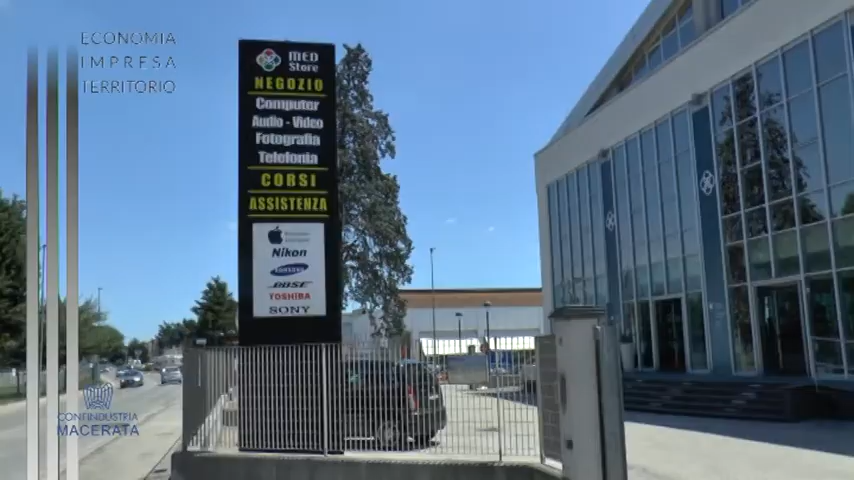 ECONOMIA
IMPRESA
TERRITORIO
MED
Store
NEGOZIO
Computer
Audio - Video
Fotografia
Telefonia
CORSI
ASSISTENZA
Nikon
SAMSUNG
BOSE
TOSHIBA
SONY
CONFINDUSTRIA
MACERATA